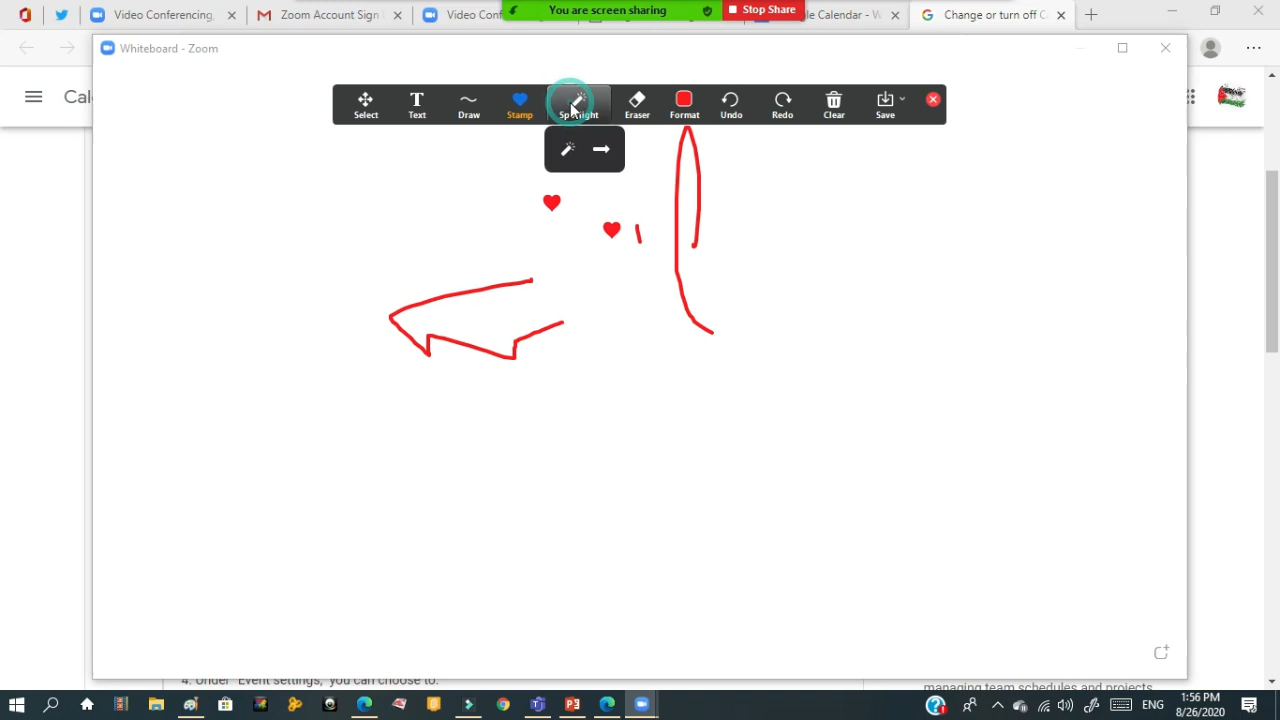 You are screen sharing
Stop Share
Video Conferencing,
Zoom Account Sign
Video Conf
Calendar - W
Change or turn off C
Whiteboard - Zoom
Select
Text
Draw
Stamp
Spotlight
Eraser
Format
Undo
Redo
Clear
Save
4. Under "Event settings," you can choose to:
managing team schedules and projects
ENG
1:56 PM
8/26/2020